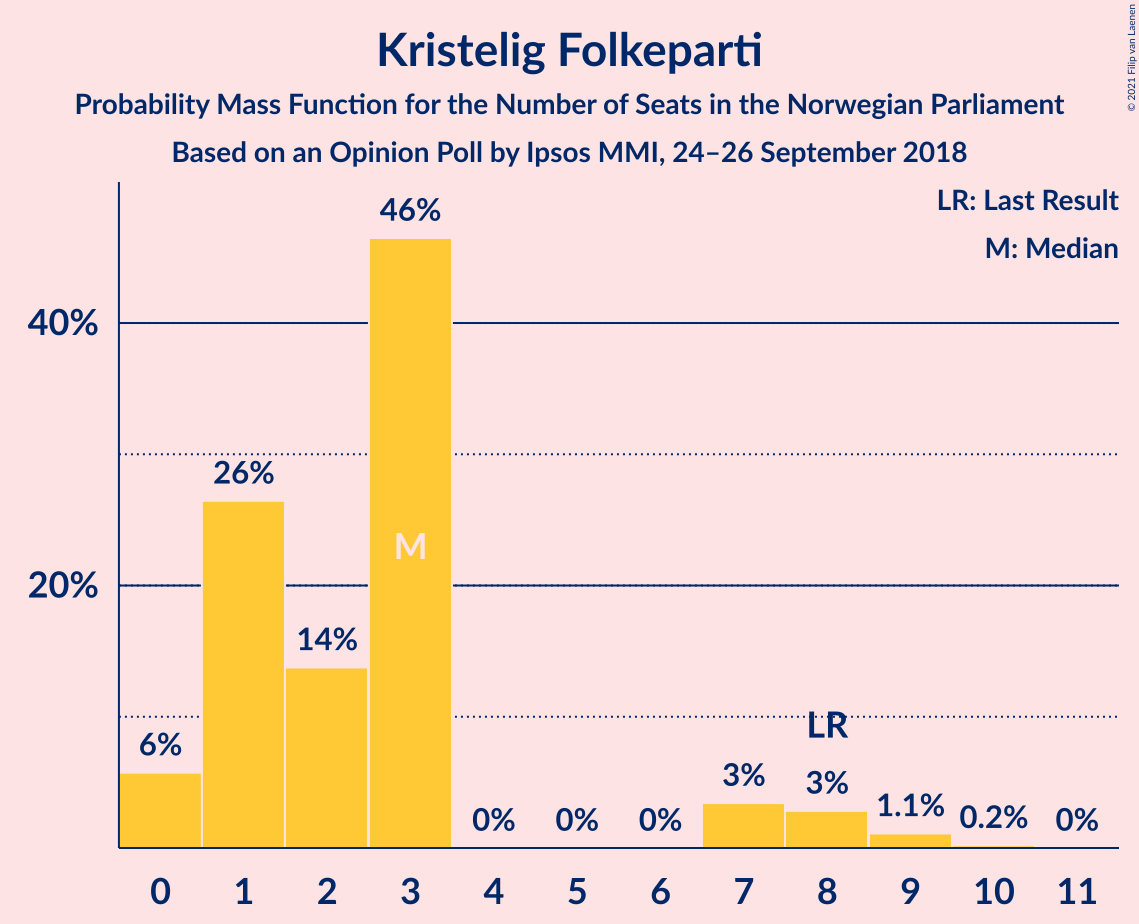 © 2021 Filip van Laenen
Kristelig Folkeparti
Probability Mass Function for the Number of Seats in the Norwegian Parliament
Based on an Opinion Poll by Ipsos MMI, 24–26 September 2018
LR: Last Result
M: Median
46%
40%
26%
M
20%
14%
LR
6%
3%
3%
0%
0%
0%
1.1%
0.2%
0%
0 1 2 3 4 5 6 7 8 9 10 11